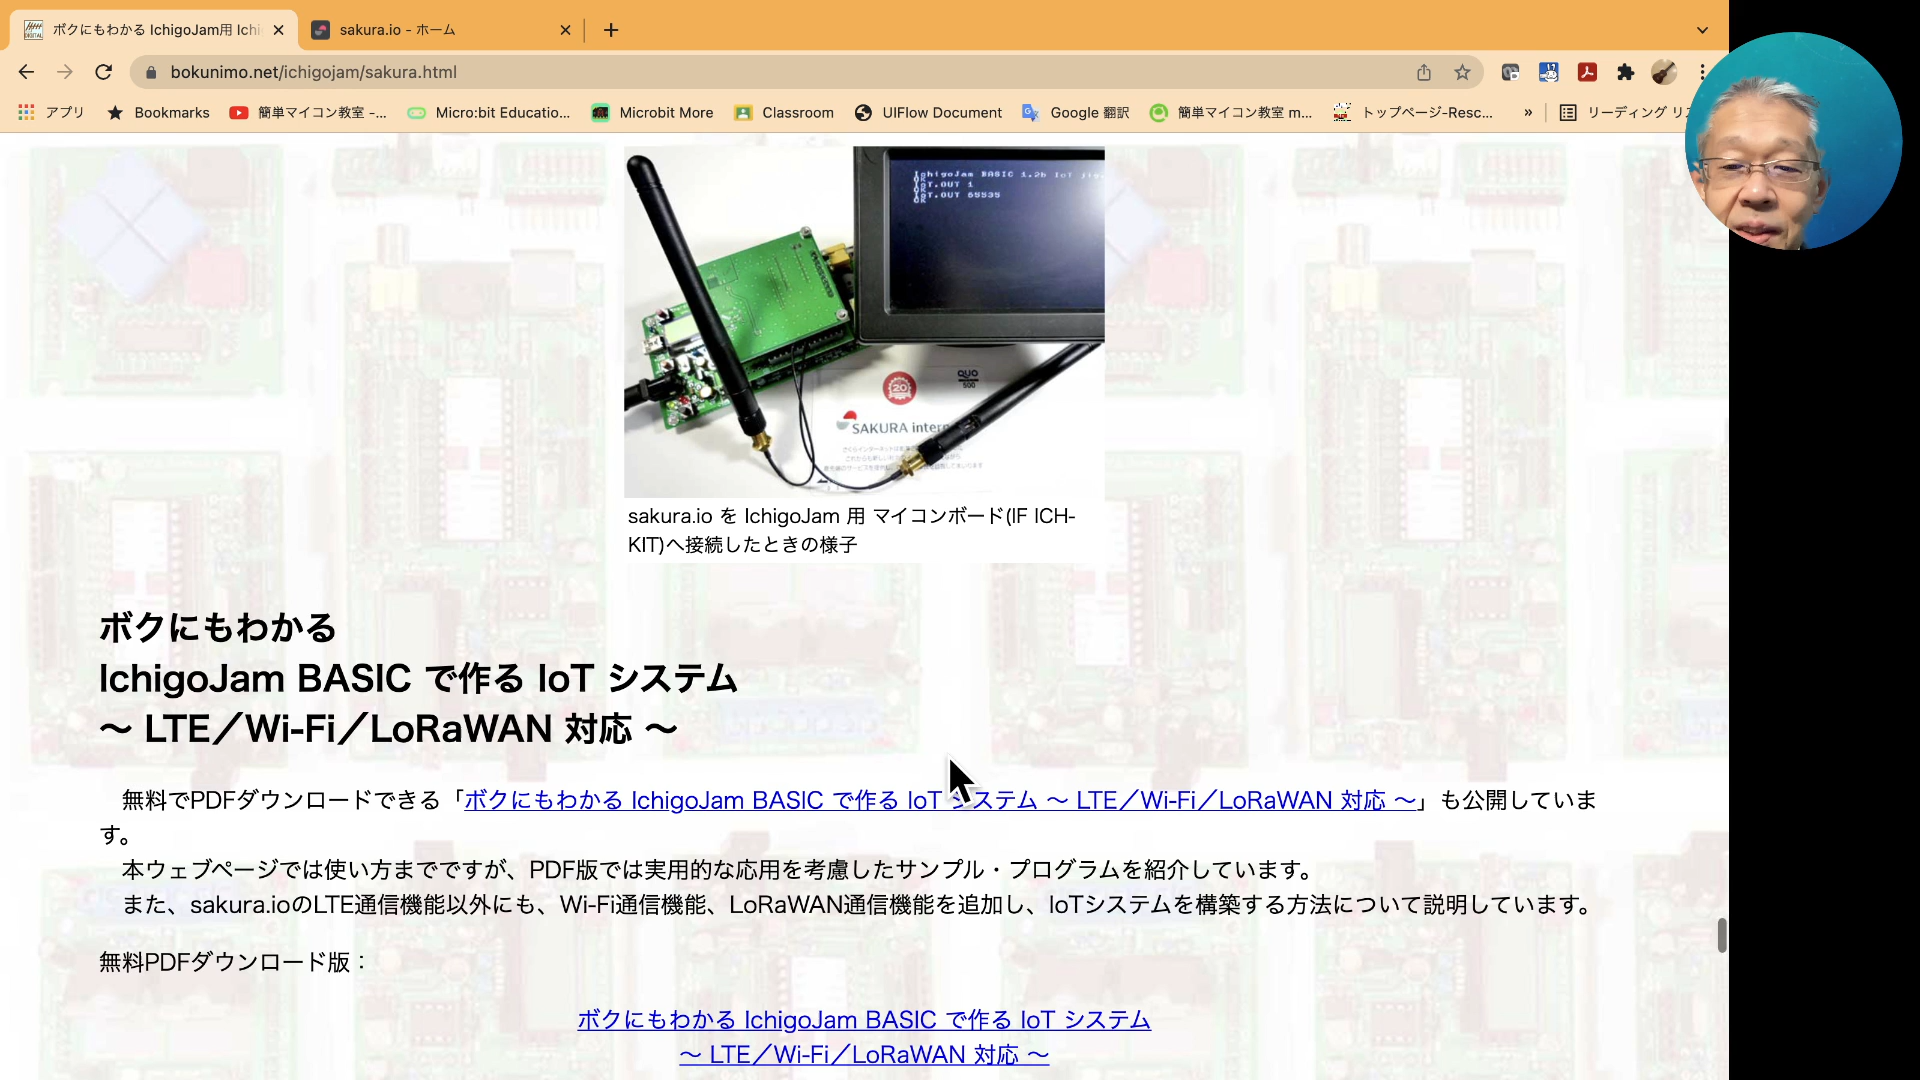 ボクにもわかる IchigoJam用 Ichi
sakura.io - ホーム
bokunimo.net/ichigojam/sakura.html
アプリ
Bookmarks
簡単マイコン教室 -...
Micro:bit Educatio...
Microbit More
Classroom
UIFlow Document
Google 翻訳
簡単マイコン教室 m...
トップページ-Resc...
»
リーディング リ
IchigoJam BASIC 1.2b IoT jig.
OK
IoT.OUT 1
OK
IoT.OUT 65535
OK
20
QUO
500
SAKURA intern
sakura.io を IchigoJam 用 マイコンボード(IF ICH-
KIT)へ接続したときの様子
ボクにもわかる
IchigoJam BASIC で作る IoT システム
～ LTE／Wi-Fi／LoRaWAN 対応 ～
無料でPDFダウンロードできる「ボクにもわかる IchigoJam BASIC で作る IoT システム ～ LTE／Wi-Fi／LoRaWAN 対応 ～」も公開していま
す。
本ウェブページでは使い方までですが、PDF版では実用的な応用を考慮したサンプル・プログラムを紹介しています。
また、sakura.ioのLTE通信機能以外にも、Wi-Fi通信機能、LoRaWAN通信機能を追加し、IoTシステムを構築する方法について説明しています。
無料PDFダウンロード版：
ボクにもわかる IchigoJam BASIC で作る IoT システム
～ LTE／Wi-Fi／LoRaWAN 対応 ～